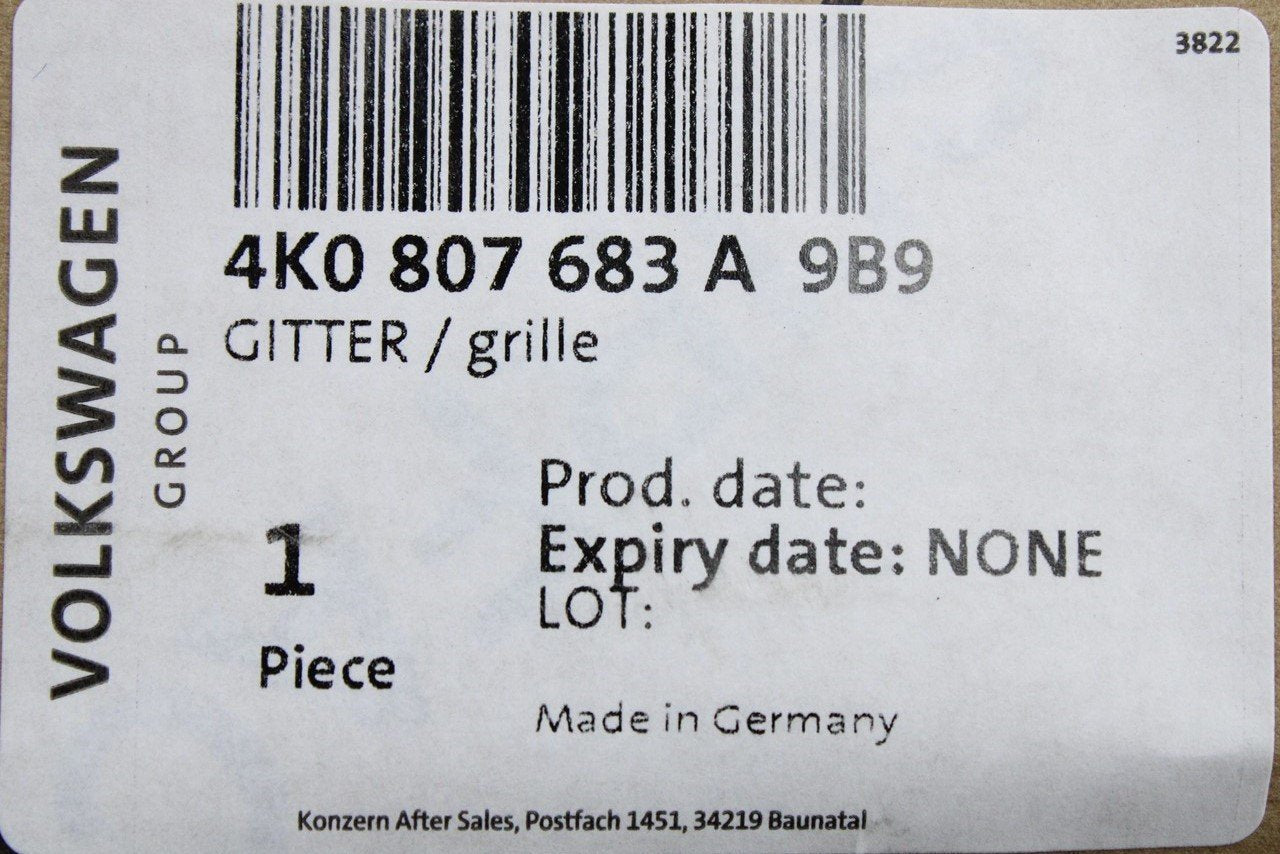 3822
VOLKSWAGEN
GROUP
4K0 807 683 A 9B9
GITTER / grille
Prod. date:
Expiry date: NONE
LOT:
1
Piece
Made in Germany
Konzern After Sales, Postfach 1451, 34219 Baunatal